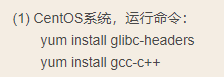 (1) CentOS系统，运行命令：
yum install glibc-headers
yum install gcc-c++